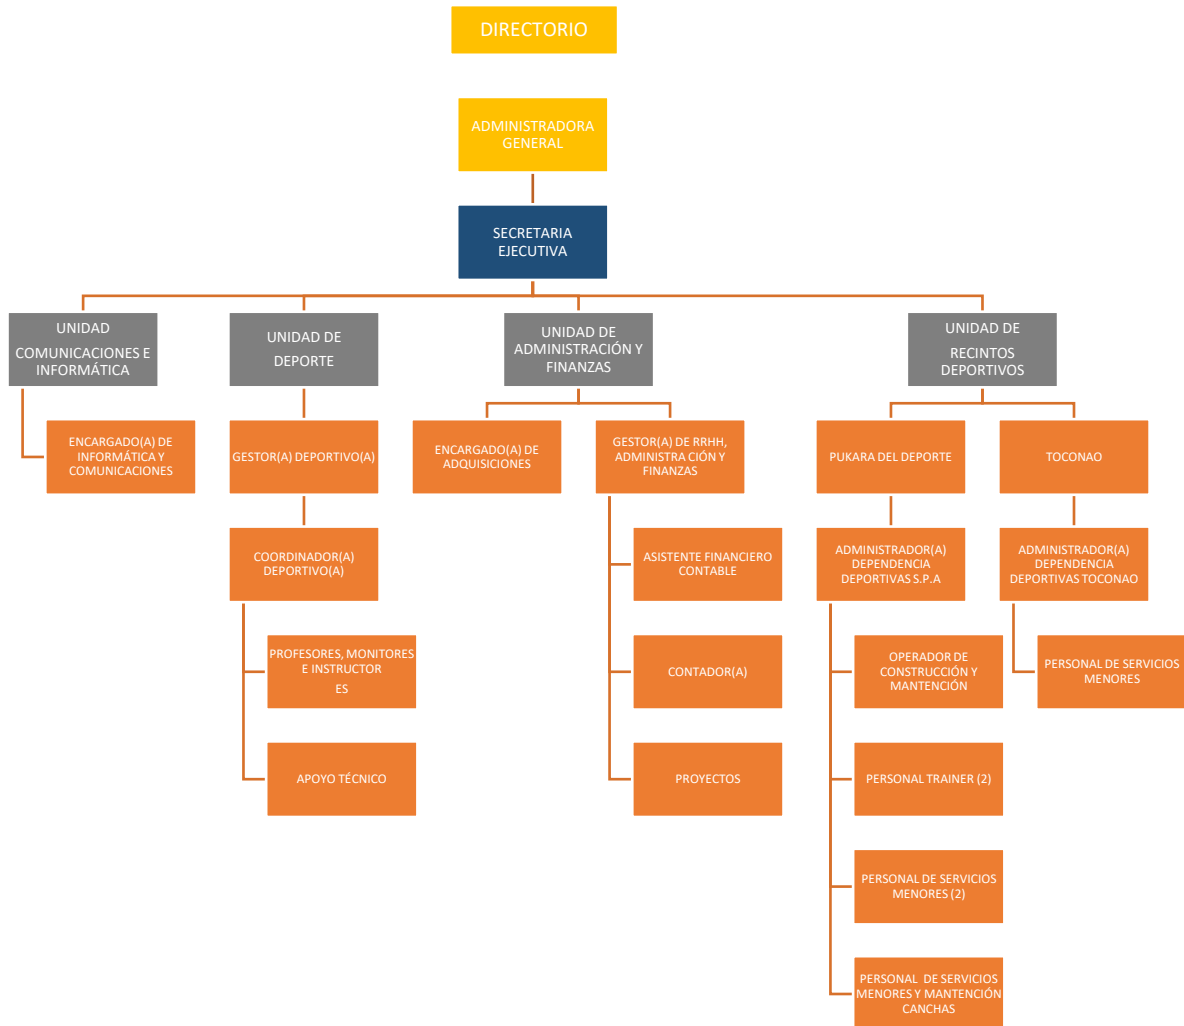 DIRECTORIO
ADMINISTRADORA
GENERAL
SECRETARIA
EJECUTIVA
UNIDAD
COMUNICACIONES E
INFORMÁTICA
UNIDAD DE
DEPORTE
UNIDAD DE
ADMINISTRACIÓN Y
FINANZAS
UNIDAD DE
RECINTOS
DEPORTIVOS
ENCARGADO(A) DE
INFORMÁTICA Y
COMUNICACIONES
GESTOR(A) DEPORTIVO(A)
ENCARGADO(A) DE
ADQUISICIONES
GESTOR(A) DE RRHH,
ADMINISTRA CIÓN Y
FINANZAS
PUKARA DEL DEPORTE
TOCONAO
COORDINADOR(A)
DEPORTIVO(A)
ASISTENTE FINANCIERO
CONTABLE
ADMINISTRADOR(A)
DEPENDENCIA
DEPORTIVAS S.P.A
ADMINISTRADOR(A)
DEPENDENCIA
DEPORTIVAS TOCONAO
PROFESORES, MONITORES
E INSTRUCTOR
ES
CONTADOR(A)
OPERADOR DE
CONSTRUCCIÓN Y
MANTENCIÓN
PERSONAL DE SERVICIOS
MENORES
APOYO TÉCNICO
PROYECTOS
PERSONAL TRAINER (2)
PERSONAL DE SERVICIOS
MENORES (2)
PERSONAL DE SERVICIOS
MENORES Y MANTENCIÓN
CANCHAS